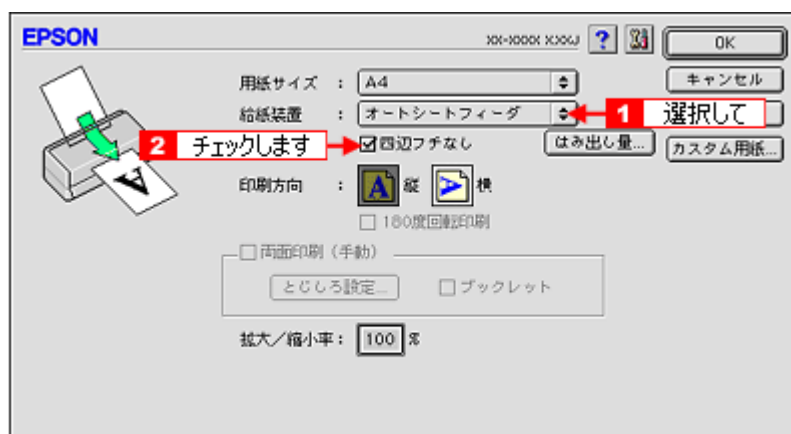 EPSON
XX-XXXX X.XXJ
OK
用紙サイズ : A4
キャンセル
給紙装置 : オートシートフィーダ
1 選択して
2 チェックします
四辺フチなし
はみ出し量...
カスタム用紙...
印刷方向 : 縦 横
180度回転印刷
両面印刷（手動）
とじしろ設定...
ブックレット
拡大／縮小率: 100 %